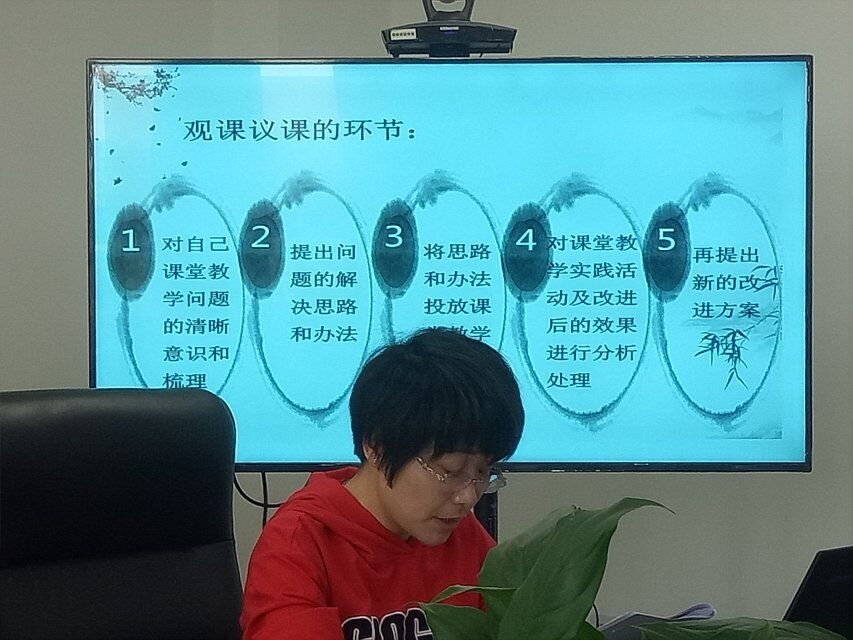 观课议课的环节：
1
对自己
课堂教
学问题
的清晰
意识和
梳理
2
提出问
题的解
决思路
和办法
3
将思路
和办法
投放课
堂教学
4
对课堂教
学实践活
动及改进
后的效果
进行分析
处理
5
再提出
新的改
进方案